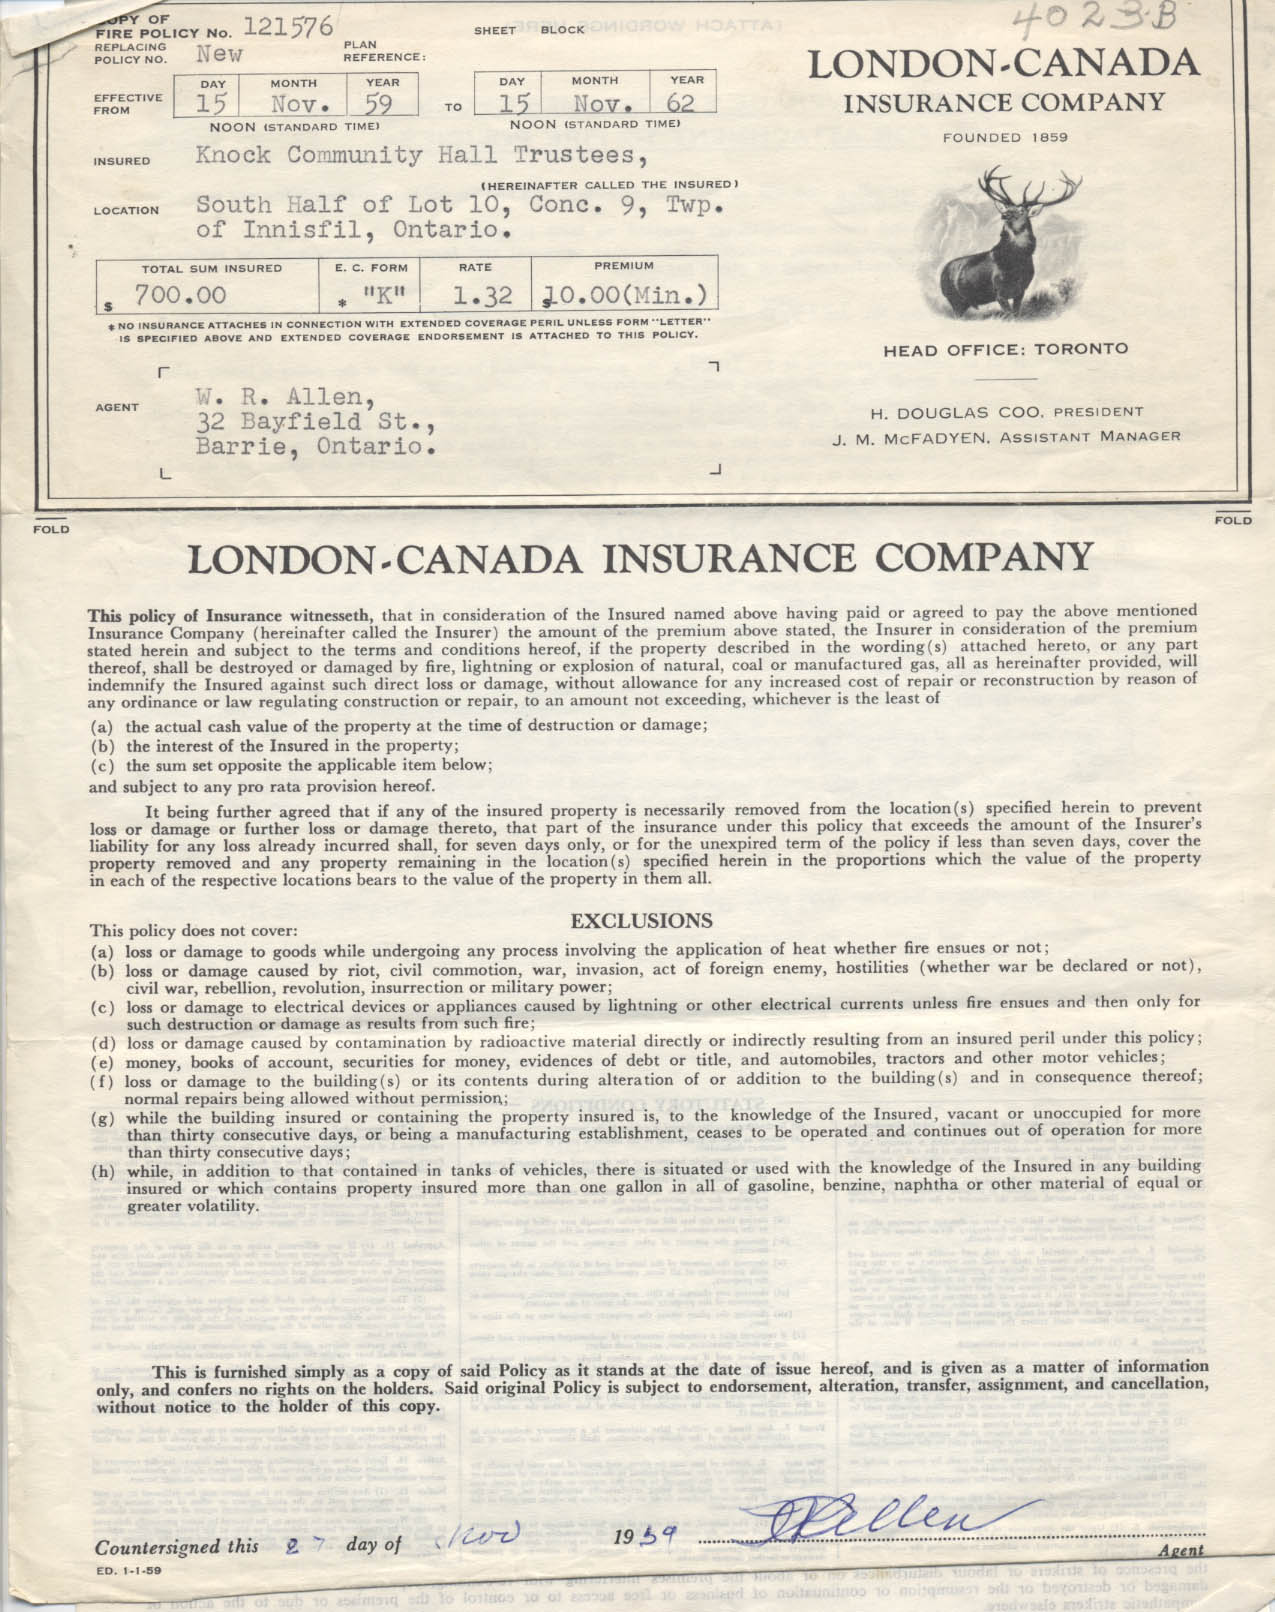 4023-B
COPY OF
FIRE POLICY No. 121576
SHEET BLOCK
REPLACING
POLICY NO. New
PLAN
REFERENCE:
DAY MONTH YEAR DAY MONTH YEAR
EFFECTIVE
FROM 15 Nov. 59 TO 15 Nov. 62
NOON (STANDARD TIME) NOON (STANDARD TIME)
INSURED Knock Community Hall Trustees,
(HEREINAFTER CALLED THE INSURED)
LOCATION South Half of Lot 10, Conc. 9, Twp.
of Innisfil, Ontario.
TOTAL SUM INSURED E. C. FORM RATE PREMIUM
$ 700.00 * "K" 1.32 $10.00(Min.)
* NO INSURANCE ATTACHES IN CONNECTION WITH EXTENDED COVERAGE PERIL UNLESS FORM "LETTER"
IS SPECIFIED ABOVE AND EXTENDED COVERAGE ENDORSEMENT IS ATTACHED TO THIS POLICY.
AGENT W. R. Allen,
32 Bayfield St.,
Barrie, Ontario.
LONDON-CANADA
INSURANCE COMPANY
FOUNDED 1859
HEAD OFFICE: TORONTO
H. DOUGLAS COO, PRESIDENT
J. M. McFADYEN, ASSISTANT MANAGER
FOLD FOLD
LONDON-CANADA INSURANCE COMPANY
This policy of Insurance witnesseth, that in consideration of the Insured named above having paid or agreed to pay the above mentioned
Insurance Company (hereinafter called the Insurer) the amount of the premium above stated, the Insurer in consideration of the premium
stated herein and subject to the terms and conditions hereof, if the property described in the wording(s) attached hereto, or any part
thereof, shall be destroyed or damaged by fire, lightning or explosion of natural, coal or manufactured gas, all as hereinafter provided, will
indemnify the Insured against such direct loss or damage, without allowance for any increased cost of repair or reconstruction by reason of
any ordinance or law regulating construction or repair, to an amount not exceeding, whichever is the least of
(a) the actual cash value of the property at the time of destruction or damage;
(b) the interest of the Insured in the property;
(c) the sum set opposite the applicable item below;
and subject to any pro rata provision hereof.
It being further agreed that if any of the insured property is necessarily removed from the location(s) specified herein to prevent
loss or damage or further loss or damage thereto, that part of the insurance under this policy that exceeds the amount of the Insurer's
liability for any loss already incurred shall, for seven days only, or for the unexpired term of the policy if less than seven days, cover the
property removed and any property remaining in the location(s) specified herein in the proportions which the value of the property
in each of the respective locations bears to the value of the property in them all.
EXCLUSIONS
This policy does not cover:
(a) loss or damage to goods while undergoing any process involving the application of heat whether fire ensues or not;
(b) loss or damage caused by riot, civil commotion, war, invasion, act of foreign enemy, hostilities (whether war be declared or not),
civil war, rebellion, revolution, insurrection or military power;
(c) loss or damage to electrical devices or appliances caused by lightning or other electrical currents unless fire ensues and then only for
such destruction or damage as results from such fire;
(d) loss or damage caused by contamination by radioactive material directly or indirectly resulting from an insured peril under this policy;
(e) money, books of account, securities for money, evidences of debt or title, and automobiles, tractors and other motor vehicles;
(f) loss or damage to the building(s) or its contents during alteration of or addition to the building(s) and in consequence thereof;
normal repairs being allowed without permission;
(g) while the building insured or containing the property insured is, to the knowledge of the Insured, vacant or unoccupied for more
than thirty consecutive days, or being a manufacturing establishment, ceases to be operated and continues out of operation for more
than thirty consecutive days;
(h) while, in addition to that contained in tanks of vehicles, there is situated or used with the knowledge of the Insured in any building
insured or which contains property insured more than one gallon in all of gasoline, benzine, naphtha or other material of equal or
greater volatility.
This is furnished simply as a copy of said Policy as it stands at the date of issue hereof, and is given as a matter of information
only, and confers no rights on the holders. Said original Policy is subject to endorsement, alteration, transfer, assignment, and cancellation,
without notice to the holder of this copy.
Countersigned this 27 day of Nov 1959 Allen
Agent
ED. 1-1-59